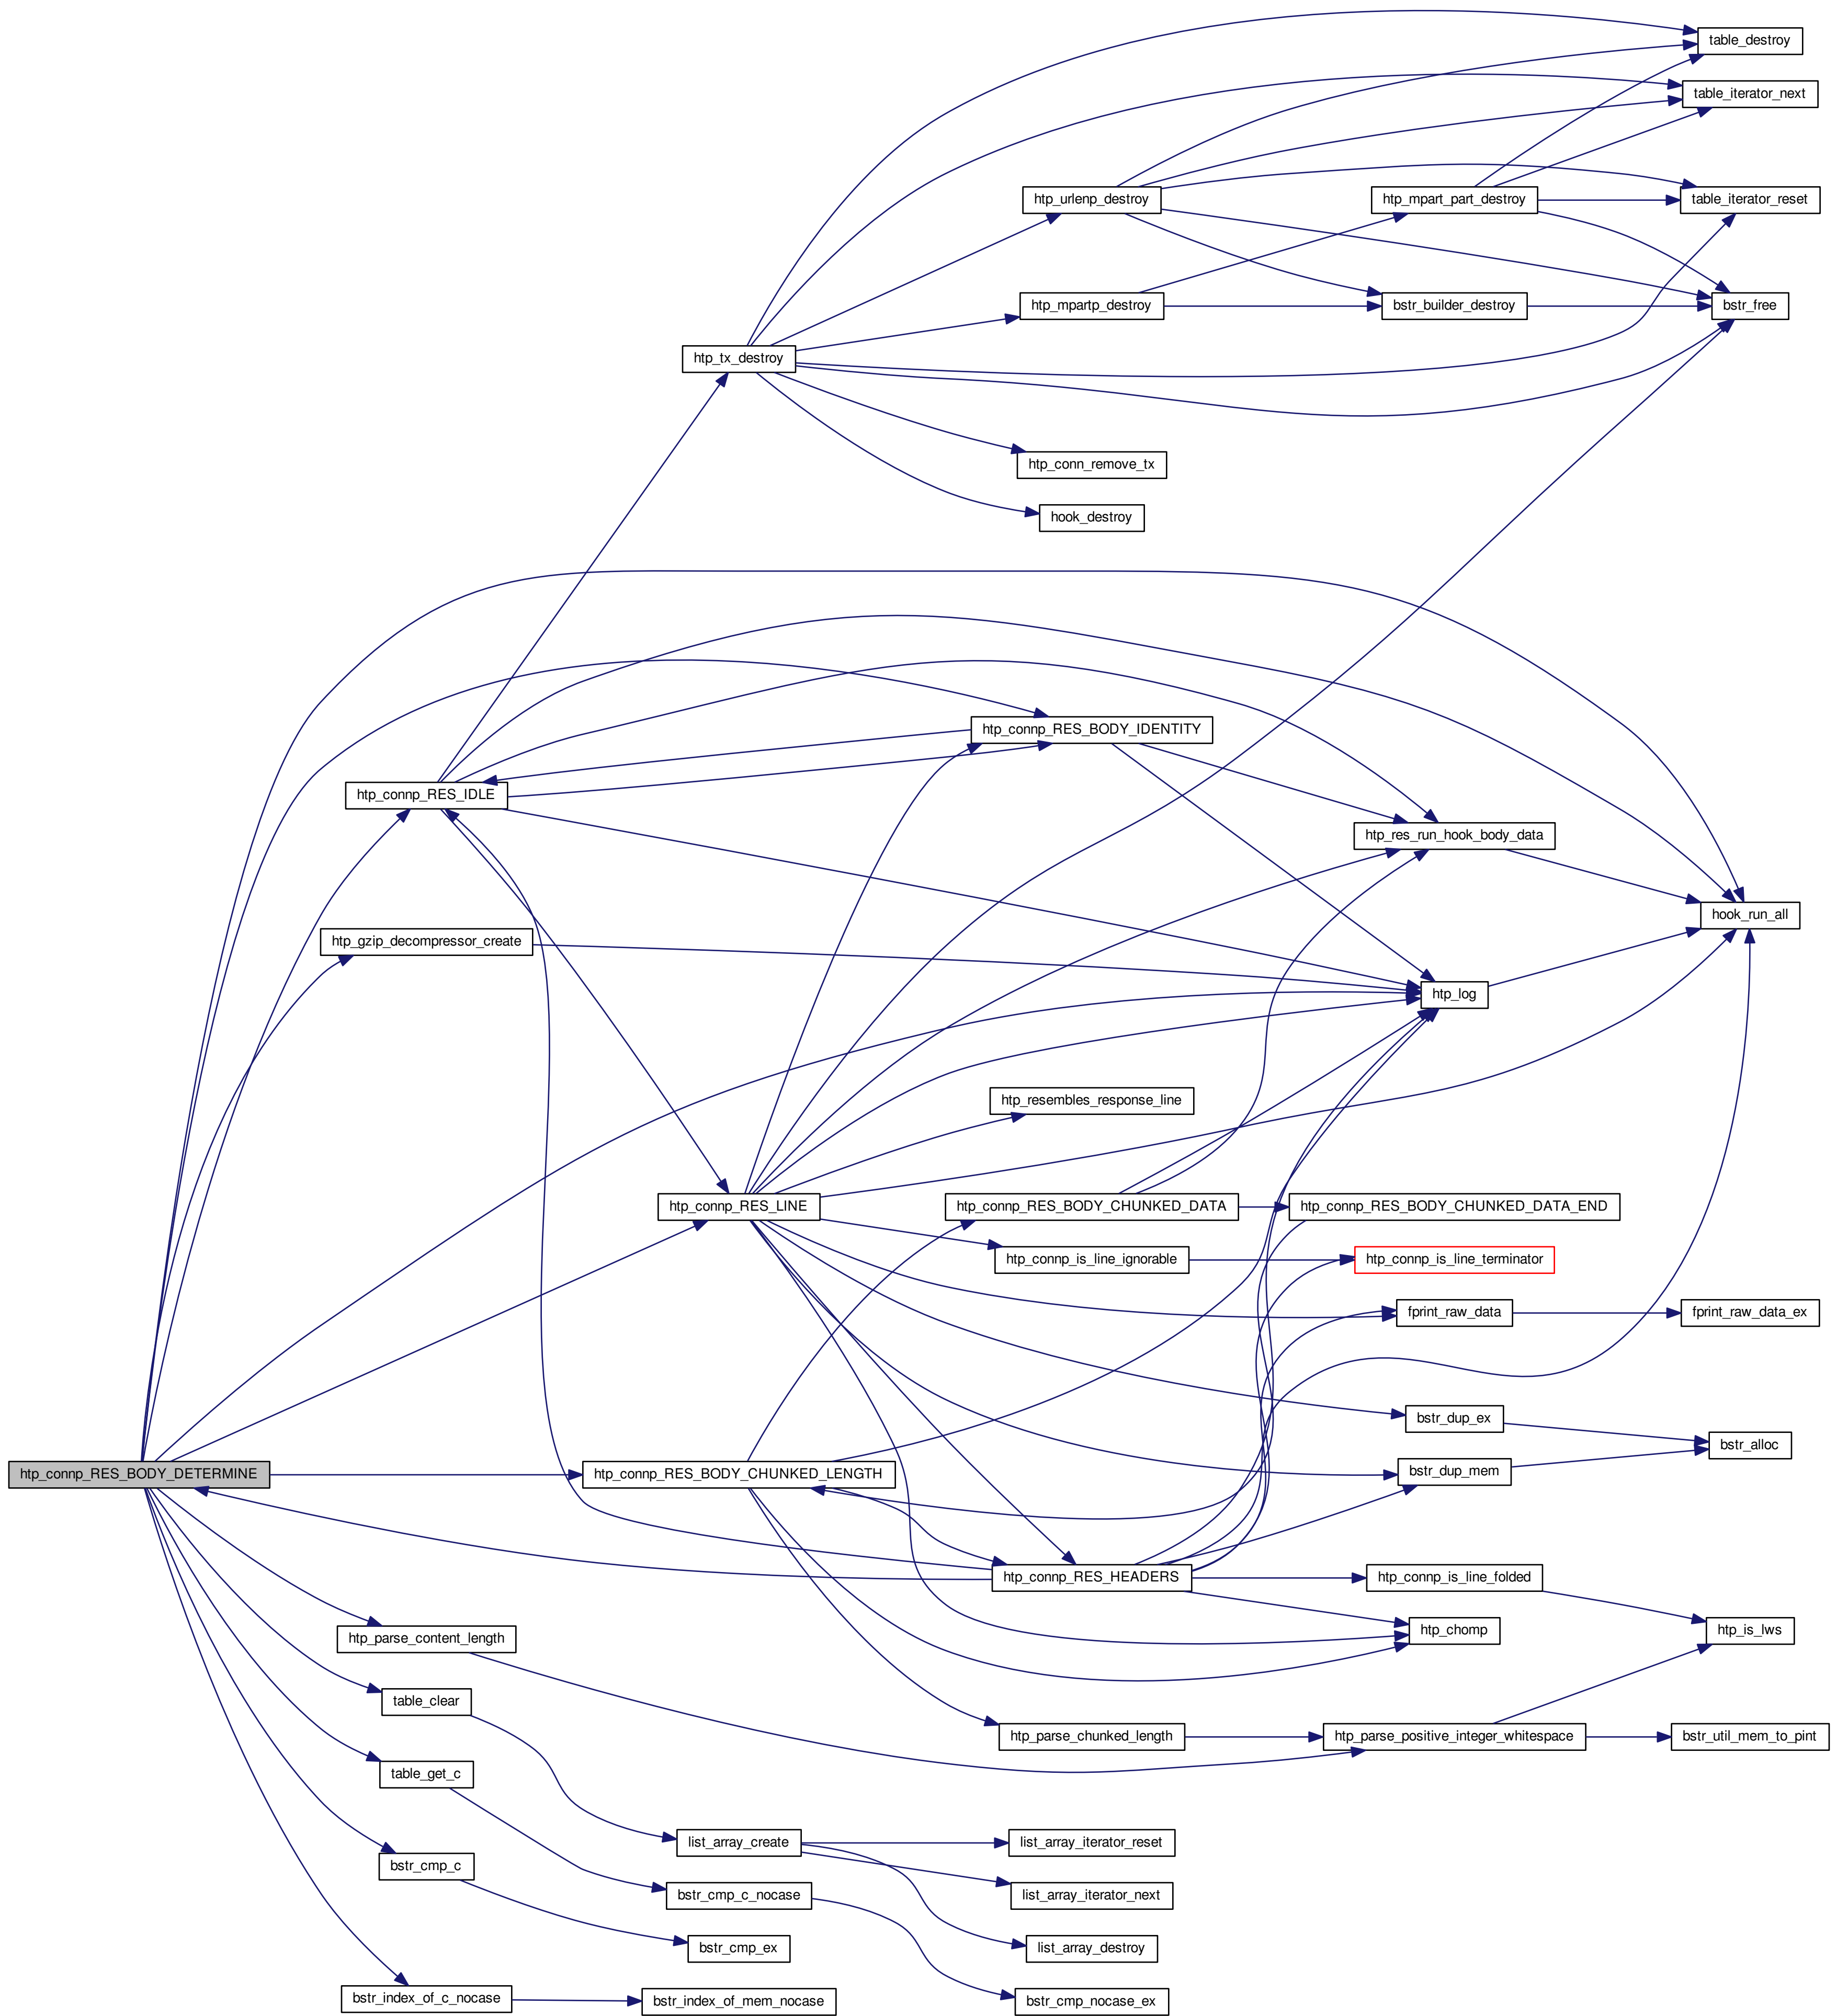 table_destroy
table_iterator_next
htp_urlenp_destroy
htp_mpart_part_destroy
table_iterator_reset
htp_mpartp_destroy
bstr_builder_destroy
bstr_free
htp_tx_destroy
htp_conn_remove_tx
hook_destroy
htp_connp_RES_BODY_IDENTITY
htp_connp_RES_IDLE
htp_res_run_hook_body_data
hook_run_all
htp_gzip_decompressor_create
htp_log
htp_resembles_response_line
htp_connp_RES_LINE
htp_connp_RES_BODY_CHUNKED_DATA
htp_connp_RES_BODY_CHUNKED_DATA_END
htp_connp_is_line_ignorable
htp_connp_is_line_terminator
fprint_raw_data
fprint_raw_data_ex
bstr_dup_ex
bstr_alloc
htp_connp_RES_BODY_DETERMINE
htp_connp_RES_BODY_CHUNKED_LENGTH
bstr_dup_mem
htp_connp_RES_HEADERS
htp_connp_is_line_folded
htp_parse_content_length
htp_chomp
htp_is_lws
table_clear
htp_parse_chunked_length
htp_parse_positive_integer_whitespace
bstr_util_mem_to_pint
table_get_c
list_array_create
list_array_iterator_reset
bstr_cmp_c
bstr_cmp_c_nocase
list_array_iterator_next
bstr_cmp_ex
list_array_destroy
bstr_index_of_c_nocase
bstr_index_of_mem_nocase
bstr_cmp_nocase_ex